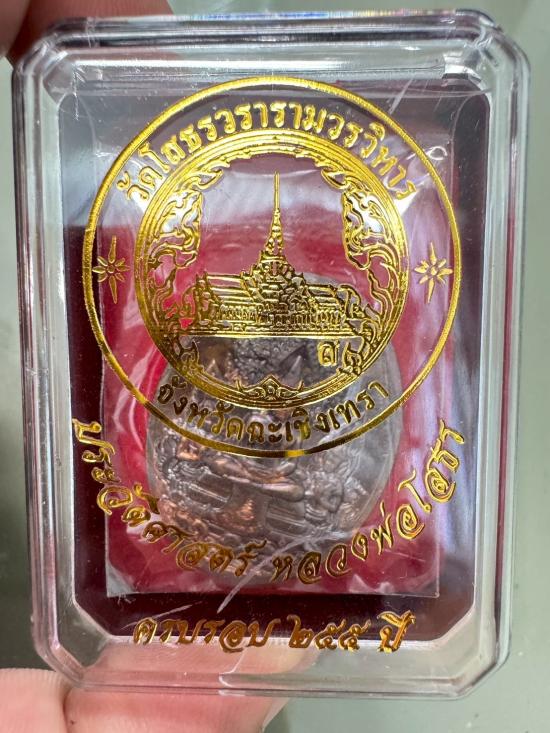 วัดโสธรวรารามวรวิหาร
ส
จังหวัดฉะเชิงเทรา
ประวัติศาสตร์ หลวงพ่อโสธร
ครบรอบ ๒๕๕ ปี